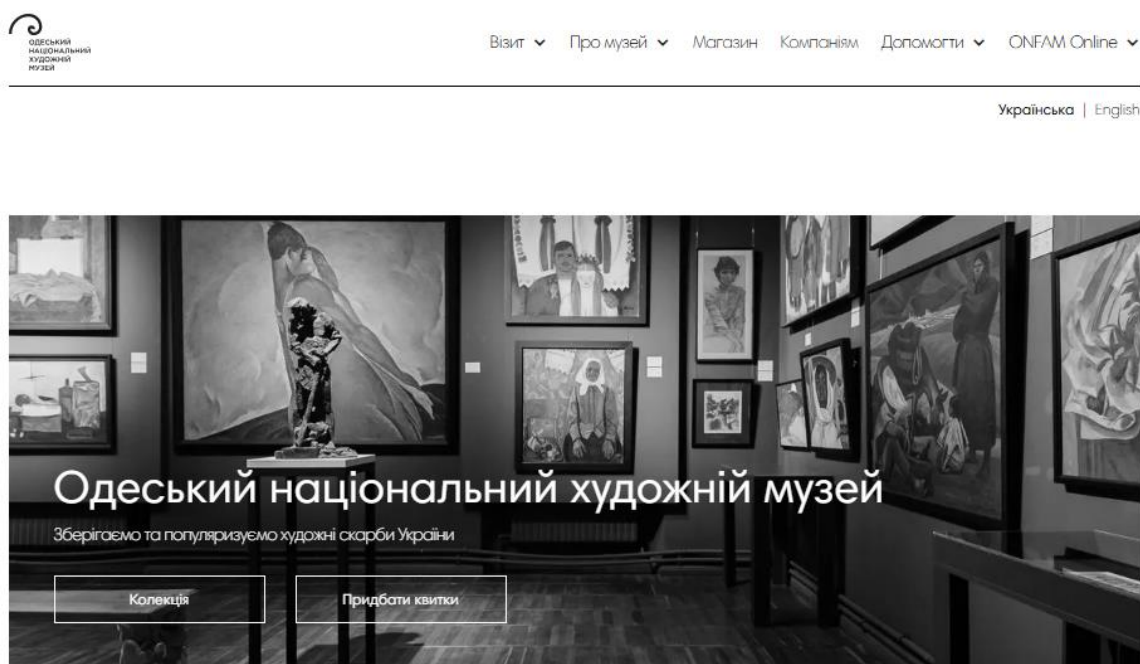 ОДЕСЬКИЙ
НАЦІОНАЛЬНИЙ
ХУДОЖНІЙ
МУЗЕЙ
Візит Про музей Магазин Компаніям Допомогти ONFAM Online
Українська | English
Одеський національний художній музей
Зберігаємо та популяризуємо художні скарби України
Колекція Придбати квитки